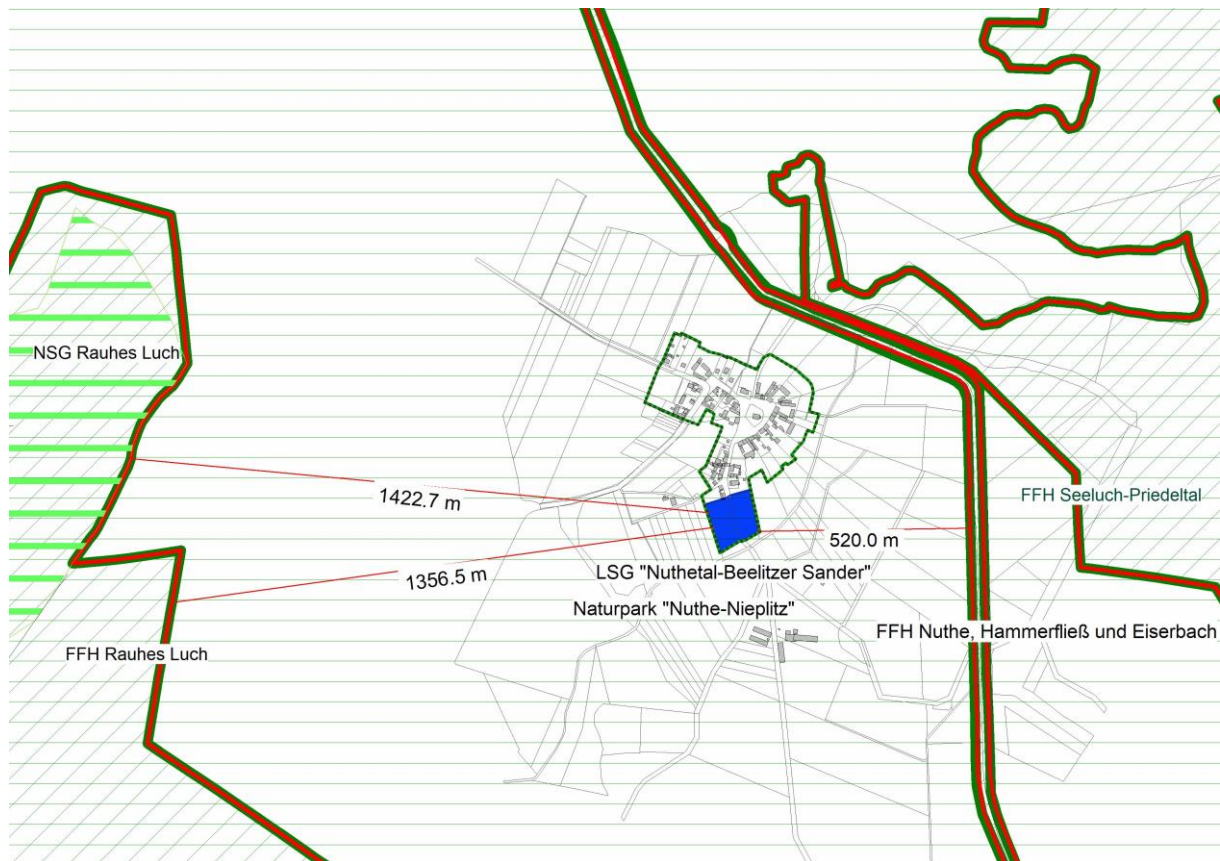 NSG Rauhes Luch
1422.7 m
FFH Seeluch-Priedeltal
520.0 m
1356.5 m
LSG "Nuthetal-Beelitzer Sander"
Naturpark "Nuthe-Nieplitz"
FFH Nuthe, Hammerfließ und Eiserbach
FFH Rauhes Luch